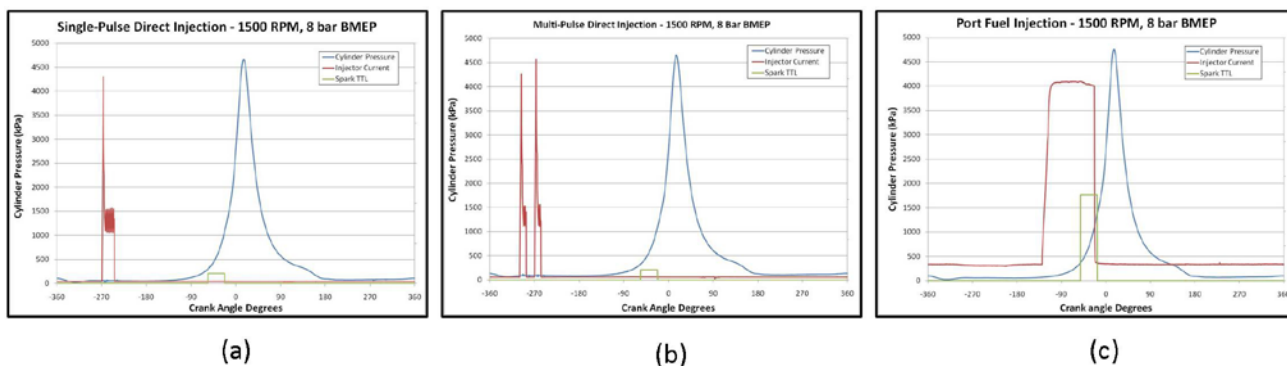 Single-Pulse Direct Injection - 1500 RPM, 8 bar BMEP
Cylinder Pressure (kPa)
5000
4500
4000
3500
3000
2500
2000
1500
1000
500
0
Cylinder Pressure
Injector Current
Spark TTL
-360 -270 -180 -90 0 90 180 270 360
Crank Angle Degrees
(a)
Multi-Pulse Direct Injection - 1500 RPM, 8 bar BMEP
Cylinder Pressure (kPa)
5000
4500
4000
3500
3000
2500
2000
1500
1000
500
0
Cylinder Pressure
Injector Current
Spark TTL
-360 -270 -180 -90 0 90 180 270 360
Crank Angle Degrees
(b)
Port Fuel Injection - 1500 RPM, 8 bar BMEP
Cylinder Pressure (kPa)
5000
4500
4000
3500
3000
2500
2000
1500
1000
500
0
Cylinder Pressure
Injector Current
Spark TTL
-360 -270 -180 -90 0 90 180 270 360
Crank angle Degrees
(c)